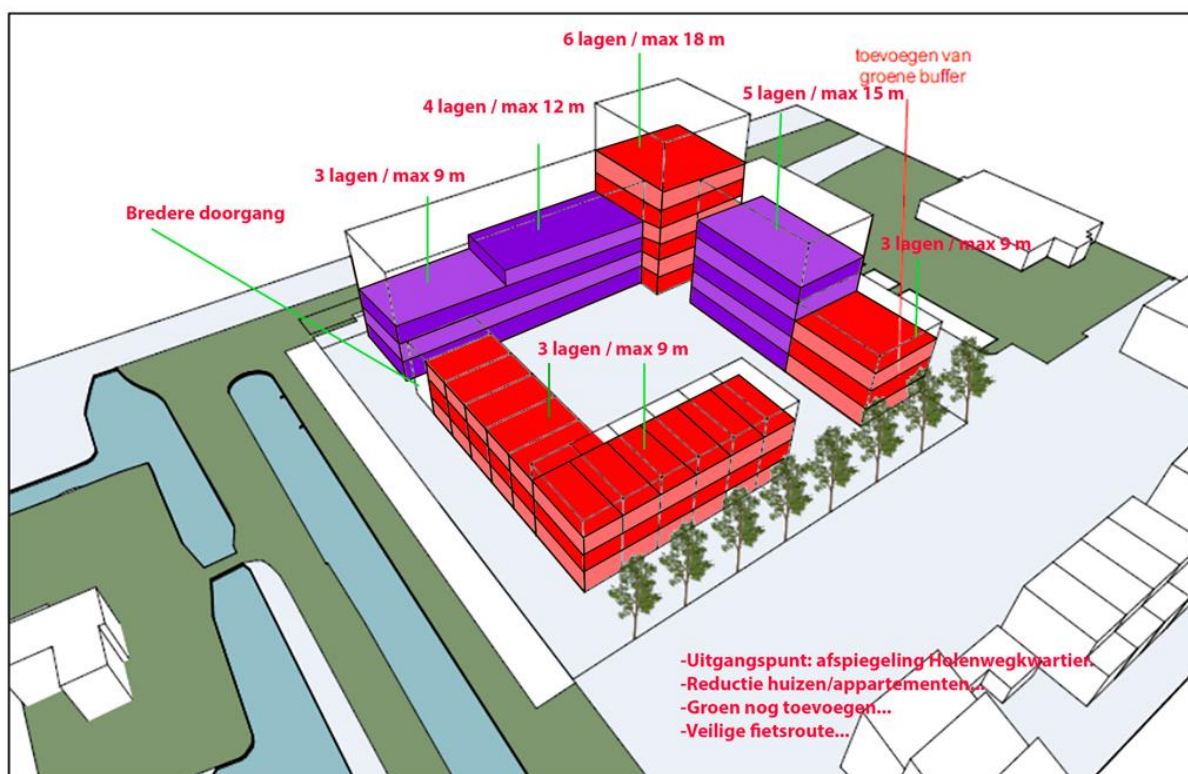 6 lagen / max 18 m
toevoegen van
groene buffer
5 lagen / max 15 m
4 lagen / max 12 m
3 lagen / max 9 m
Bredere doorgang
3 lagen / max 9 m
3 lagen / max 9 m
-Uitgangspunt: afspiegeling Holenwegkwartier.
-Reductie huizen/appartementen...
-Groen nog toevoegen...
-Veilige fietsroute...